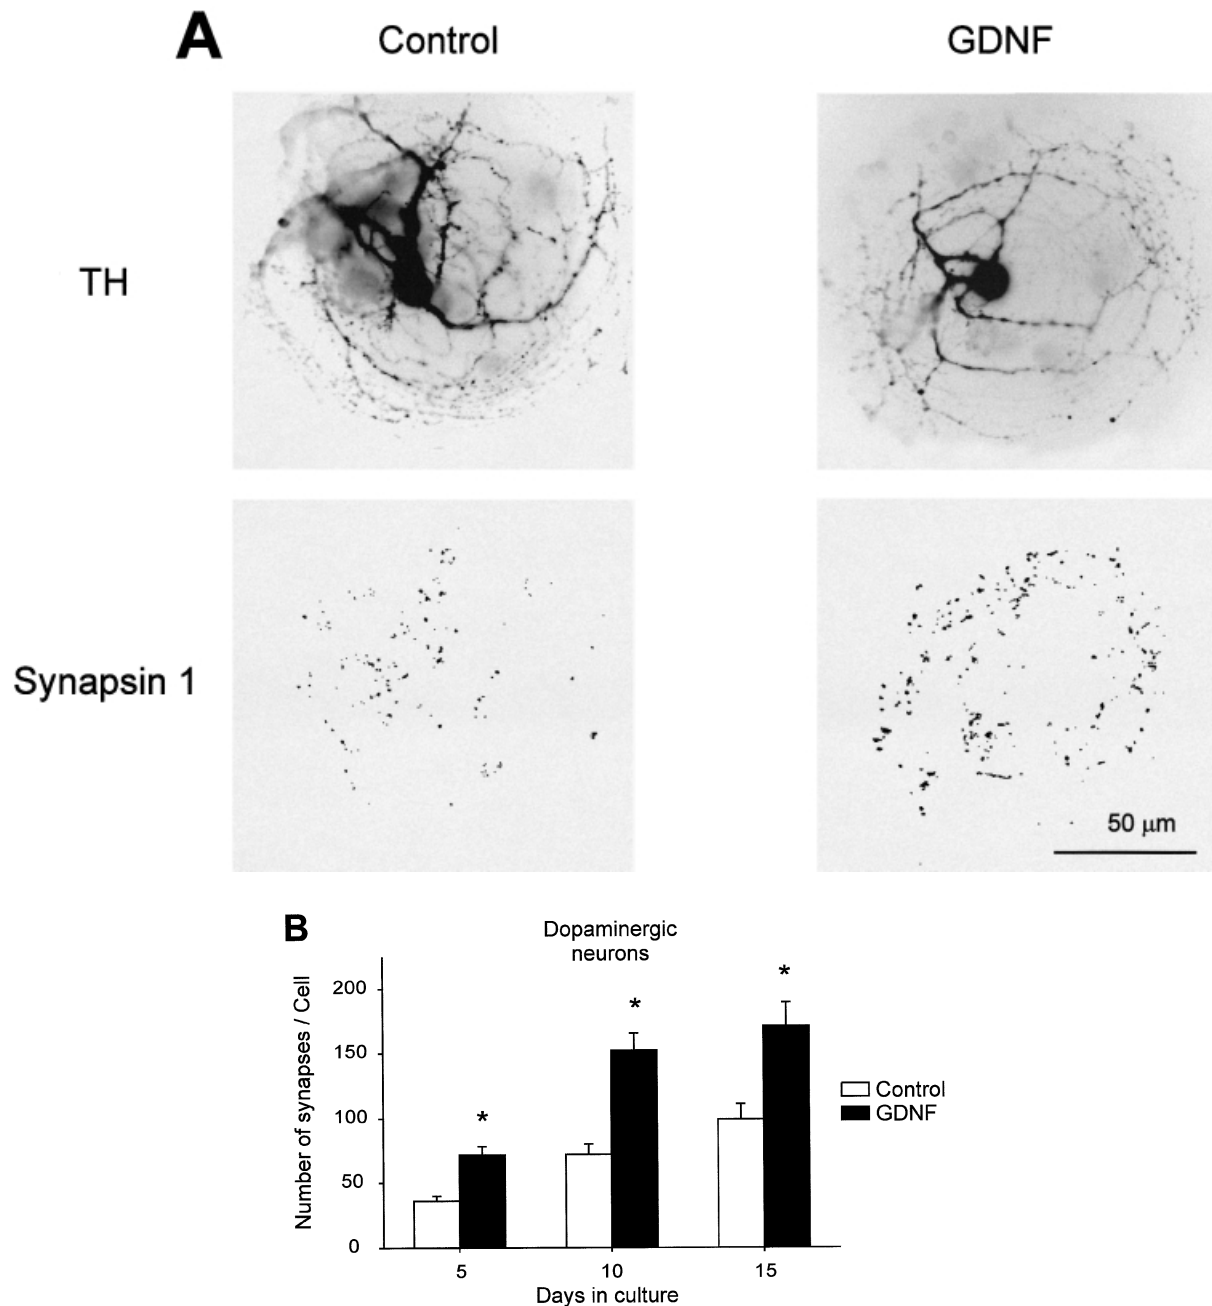 A
Control
GDNF
TH
Synapsin 1
50 µm
B
Dopaminergic
neurons
Number of synapses / Cell
200
150
100
50
0
*
*
*
5
10
15
Days in culture
Control
GDNF